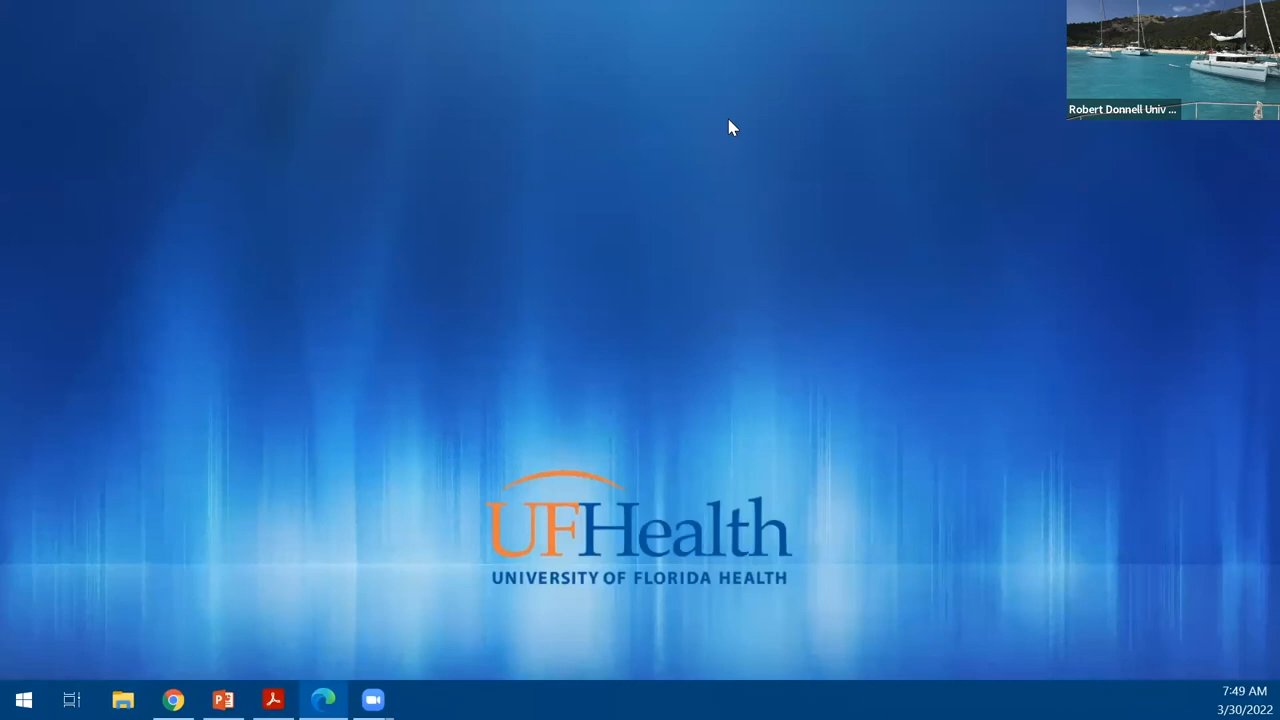 Robert Donnell Univ ...
UFHealth
UNIVERSITY OF FLORIDA HEALTH
7:49 AM
3/30/2022